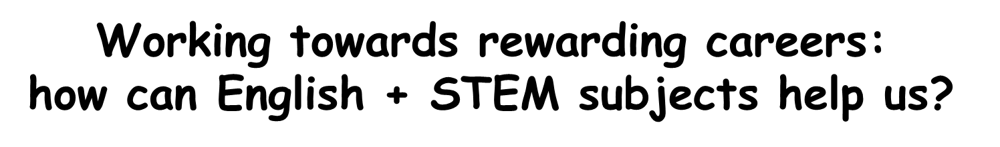 Working towards rewarding careers:
how can English + STEM subjects help us?